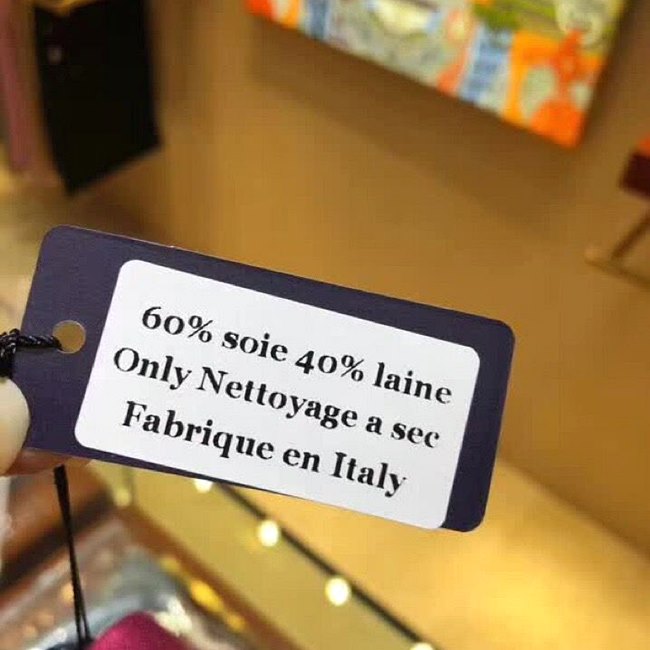 60% soie 40% laine
Only Nettoyage a sec
Fabrique en Italy